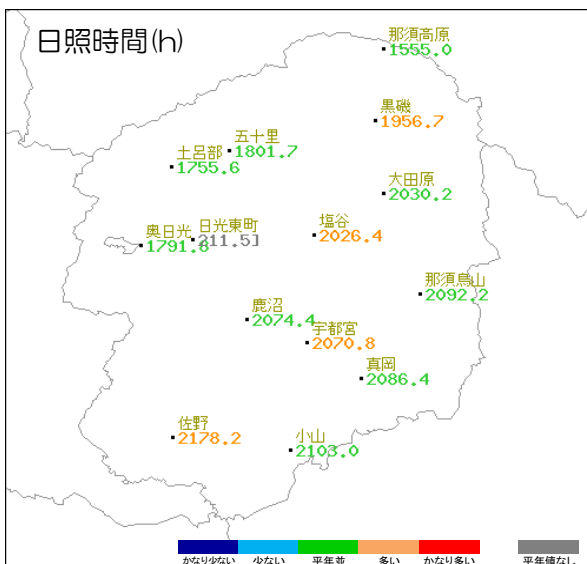 日照時間(h)
那須高原
1555.0
黒磯
1956.7
五十里
1801.7
土呂部
1755.6
大田原
2030.2
塩谷
2026.4
日光東町
211.5]
奥日光
1791.8
那須烏山
2092.2
鹿沼
2074.4
宇都宮
2070.8
真岡
2086.4
佐野
2178.2
小山
2103.0
かなり少ない 少ない 平年並 多い かなり多い 平年値なし